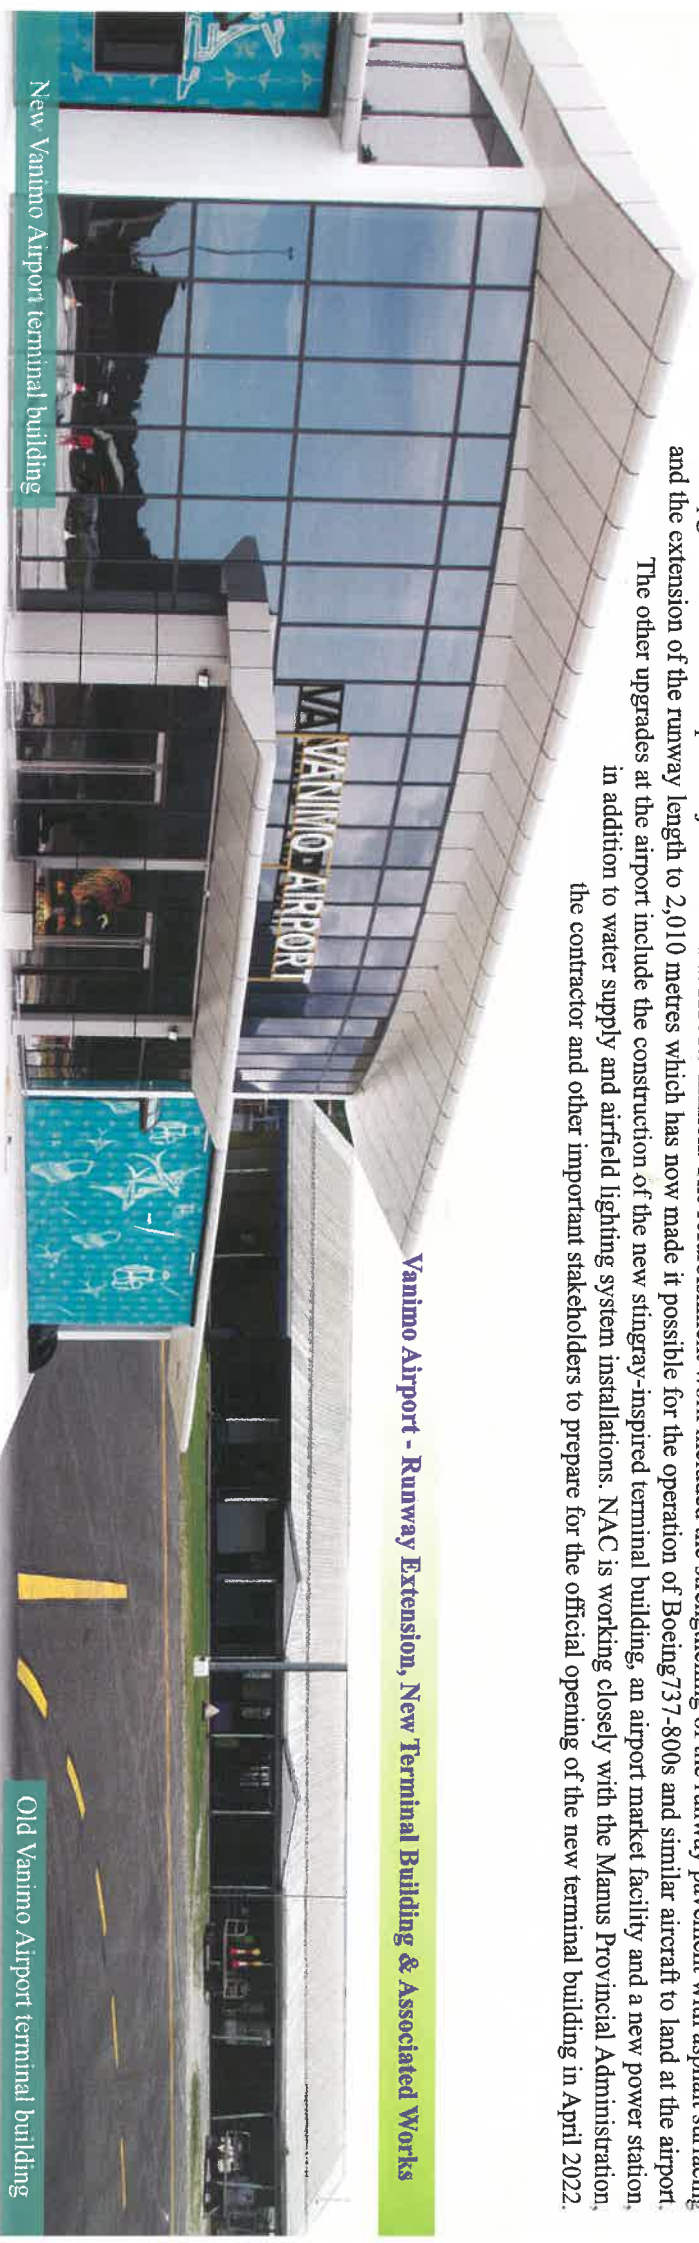 pavement with asphalt surfacing
and the extension of the runway length to 2,010 metres which has now made it possible for the operation of Boeing737-800s and similar aircraft to land at the airport.
The other upgrades at the airport include the construction of the new stingray-inspired terminal building, an airport market facility and a new power station,
in addition to water supply and airfield lighting system installations. NAC is working closely with the Manus Provincial Administration,
the contractor and other important stakeholders to prepare for the official opening of the new terminal building in April 2022.
Vanimo Airport - Runway Extension, New Terminal Building & Associated Works
VA
VANIMO AIRPORT
New Vanimo Airport terminal building
Old Vanimo Airport terminal building